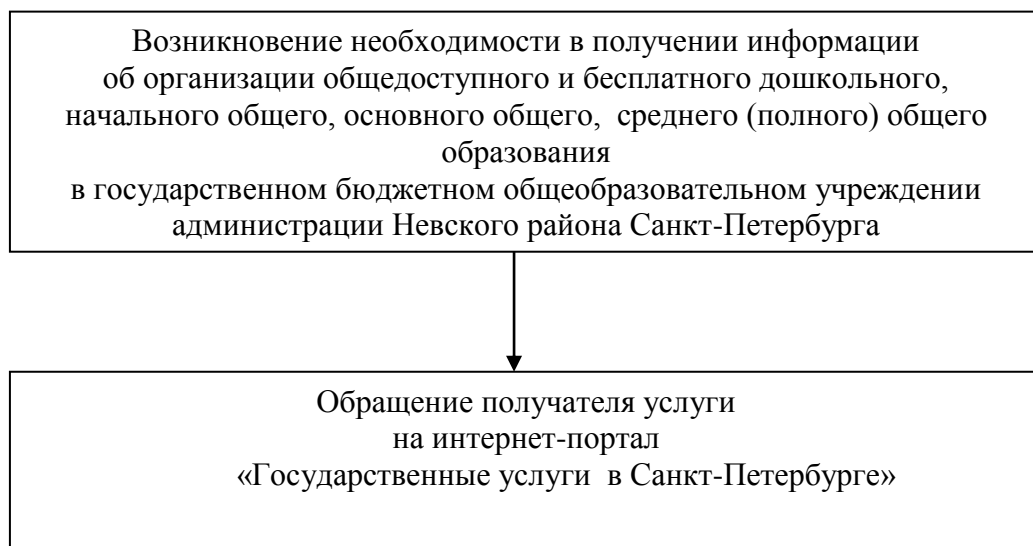 Возникновение необходимости в получении информации
об организации общедоступного и бесплатного дошкольного,
начального общего, основного общего, среднего (полного) общего
образования
в государственном бюджетном общеобразовательном учреждении
администрации Невского района Санкт-Петербурга
Обращение получателя услуги
на интернет-портал
«Государственные услуги в Санкт-Петербурге»